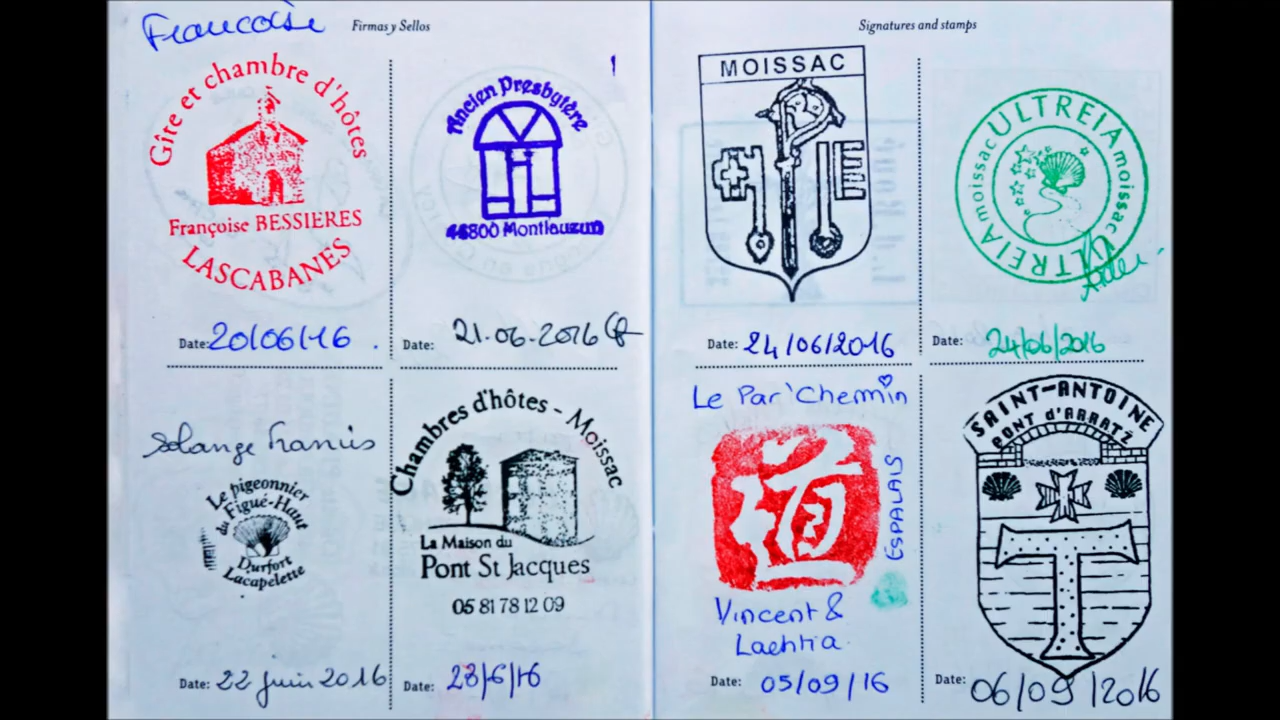 Firmas y Sellos
Francoise
Gîte et chambre d'hôtes
Françoise BESSIERES
LASCABANES
Date: 20/06/16.
Ancien Presbytère
46800 Montlauzun
Date: 21.06.2016
Solange Francis
Le pigeonnier
du Figué-Haut
Durfort
Lacapelette
Date: 22 juin 2016
Chambres d'hôtes - Moissac
La Maison du
Pont St Jacques
05 81 78 12 09
Date: 23/6/16
Signatures and stamps
MOISSAC
Date: 24/06/2016
ULTREIA moissac ULTREIA moissac
Date: 24/06/2016
Le Par'Chemin
道
ESPALAIS
Vincent &
Laetitia
Date: 05/09/16
SAINT-ANTOINE
PONT d'ARRATZ
Date: 06/09/2016